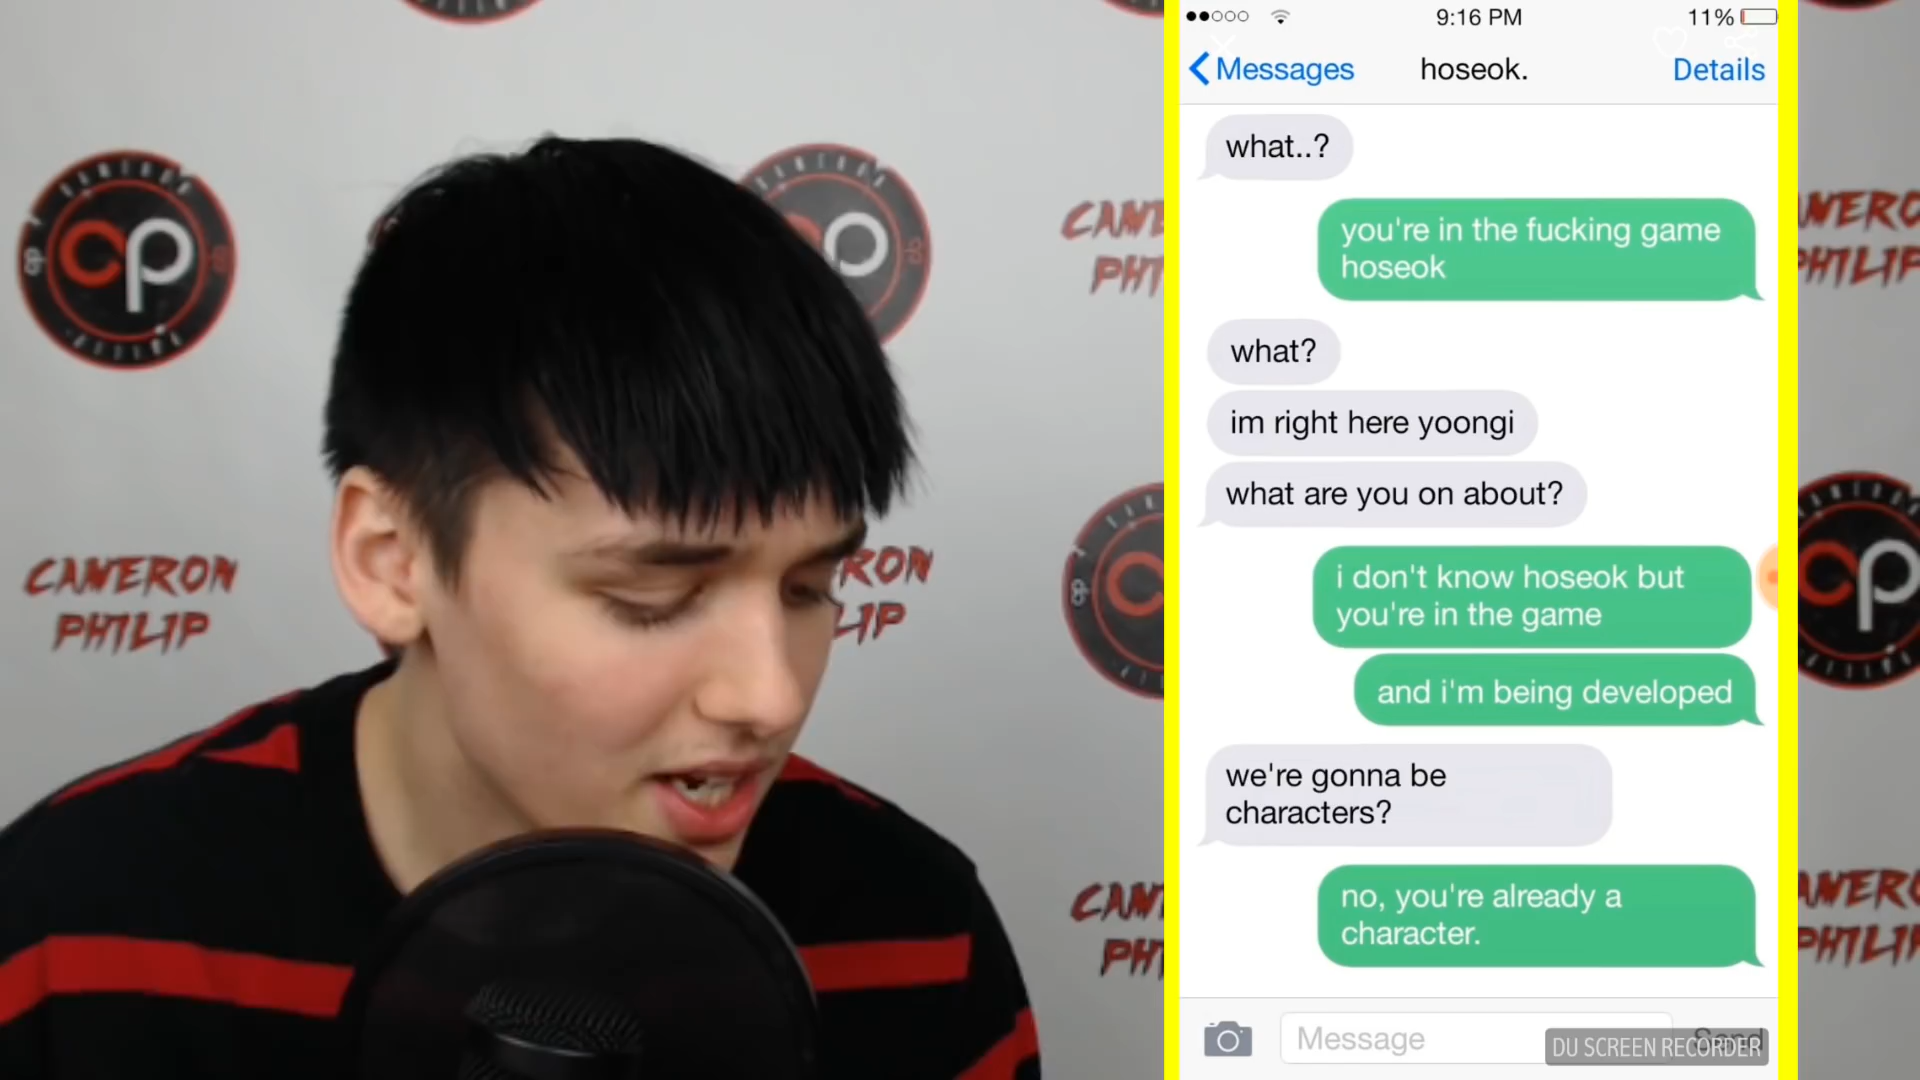 9:16 PM
11%
Messages
hoseok.
Details
what..?
you're in the fucking game
hoseok
what?
im right here yoongi
what are you on about?
i don't know hoseok but
you're in the game
and i'm being developed
we're gonna be
characters?
no, you're already a
character.
Message
Send
DU SCREEN RECORDER
cp
CAMERON
PHILIP